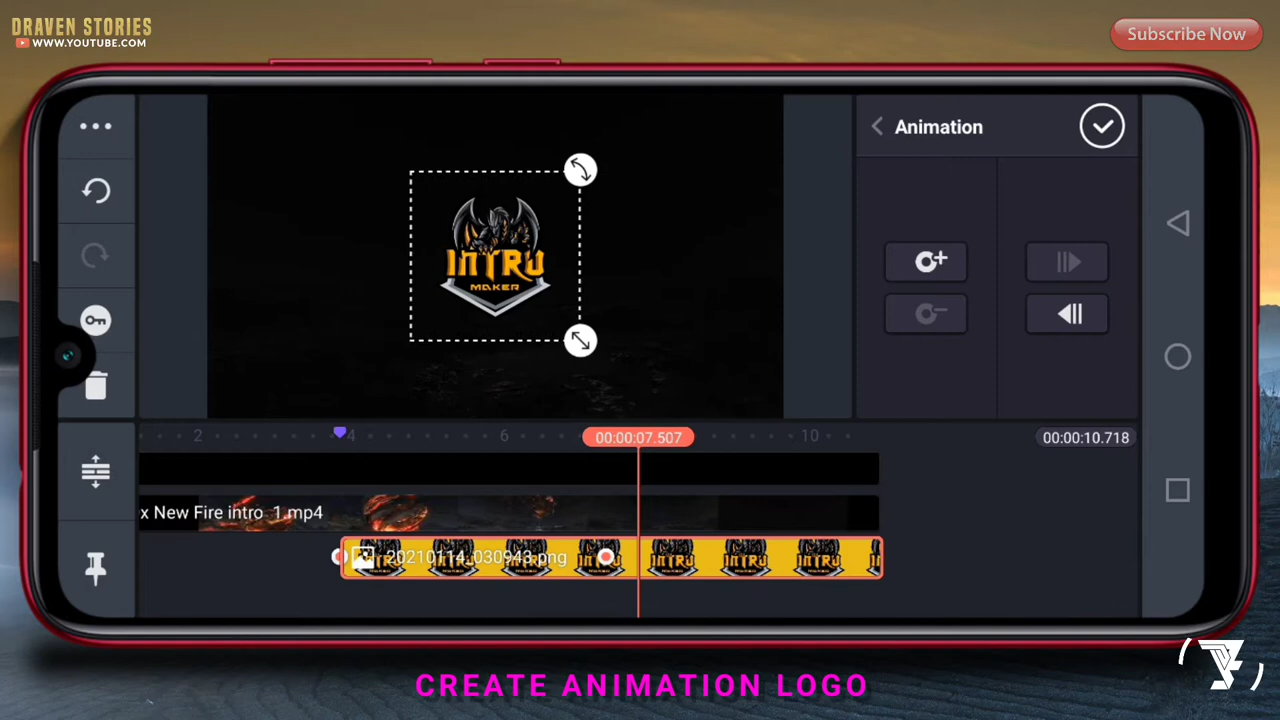 DRAVEN STORIES
WWW.YOUTUBE.COM
Subscribe Now
Animation
INTRU
MAKER
2
4
6
00:00:07.507
10
00:00:10.718
x New Fire intro 1.mp4
20210114_030943.png
CREATE ANIMATION LOGO